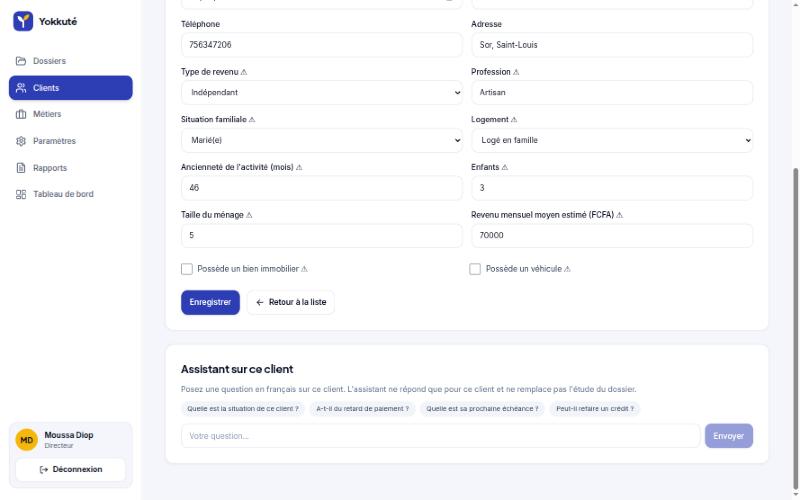 Yokkuté
Dossiers
Clients
Métiers
Paramètres
Rapports
Tableau de bord
MD
Moussa Diop
Directeur
Déconnexion
Téléphone
Adresse
756347206
Sor, Saint-Louis
Type de revenu ⚠
Profession ⚠
Indépendant
Artisan
Situation familiale ⚠
Logement ⚠
Marié(e)
Logé en famille
Ancienneté de l'activité (mois) ⚠
Enfants ⚠
46
3
Taille du ménage ⚠
Revenu mensuel moyen estimé (FCFA) ⚠
5
70000
Possède un bien immobilier ⚠
Possède un véhicule ⚠
Enregistrer
← Retour à la liste
Assistant sur ce client
Posez une question en français sur ce client. L'assistant ne répond que pour ce client et ne remplace pas l'étude du dossier.
Quelle est la situation de ce client ?
A-t-il du retard de paiement ?
Quelle est sa prochaine échéance ?
Peut-il refaire un crédit ?
Votre question...
Envoyer